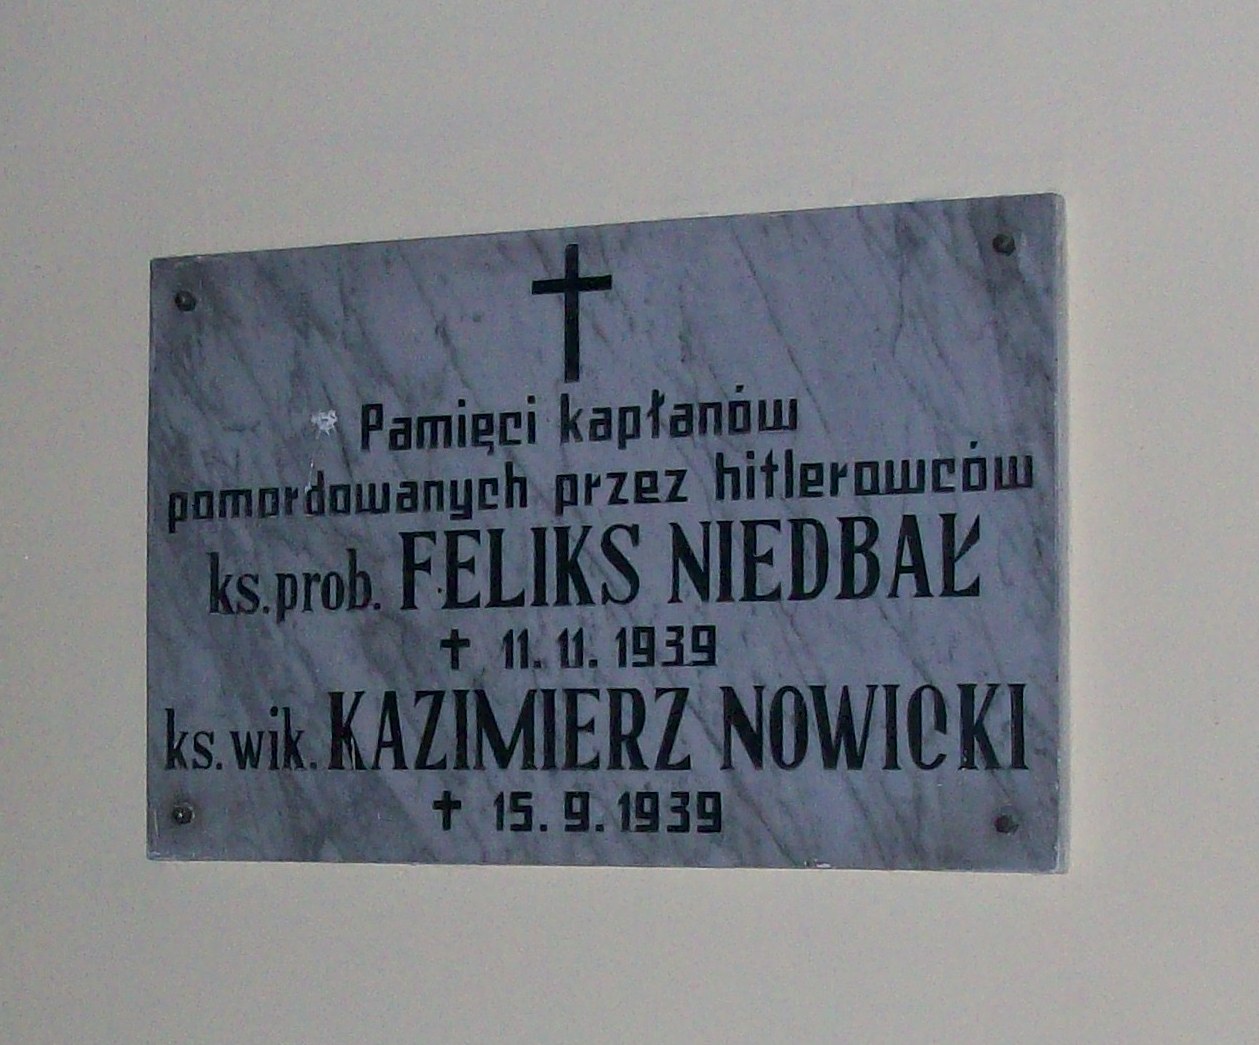 Pamięci kapłanów
pomordowanych przez hitlerowców
ks. prob. FELIKS NIEDBAŁ
✝ 11. 11. 1939
ks. wik. KAZIMIERZ NOWICKI
✝ 15. 9. 1939